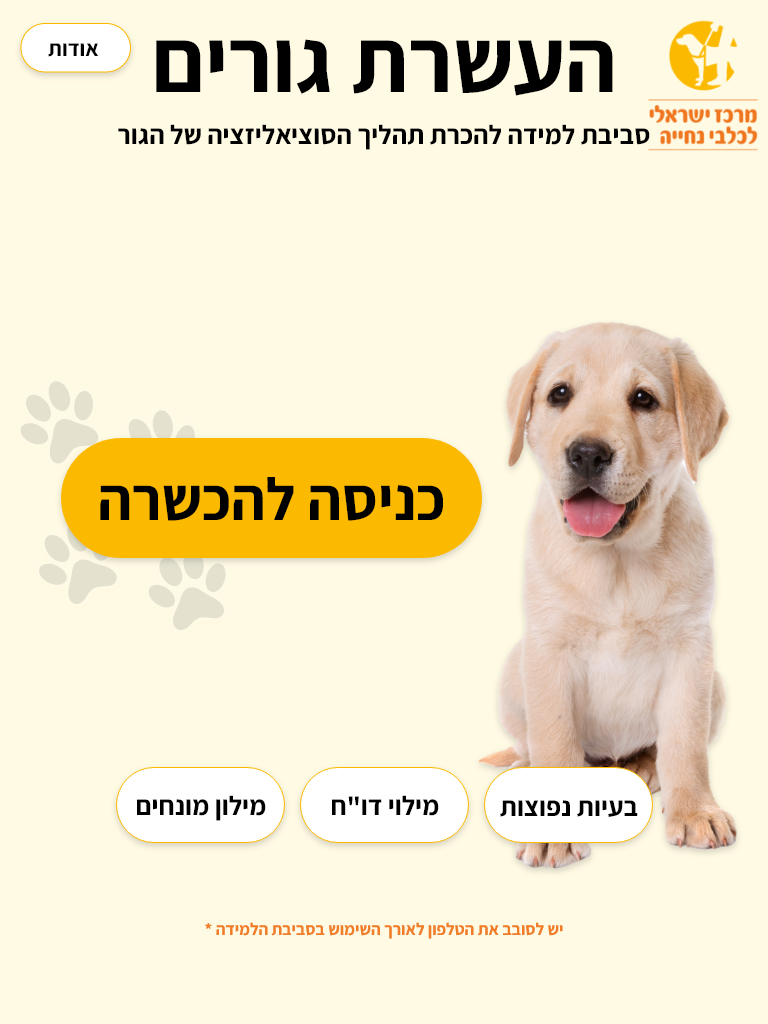 העשרת גורים
אודות
מרכז ישראלי
לכלבי נחייה
סביבת למידה להכרת תהליך הסוציאליזציה של הגור
כניסה להכשרה
בעיות נפוצות
מילוי דו"ח
מילון מונחים
יש לסובב את הטלפון לאורך השימוש בסביבת הלמידה *